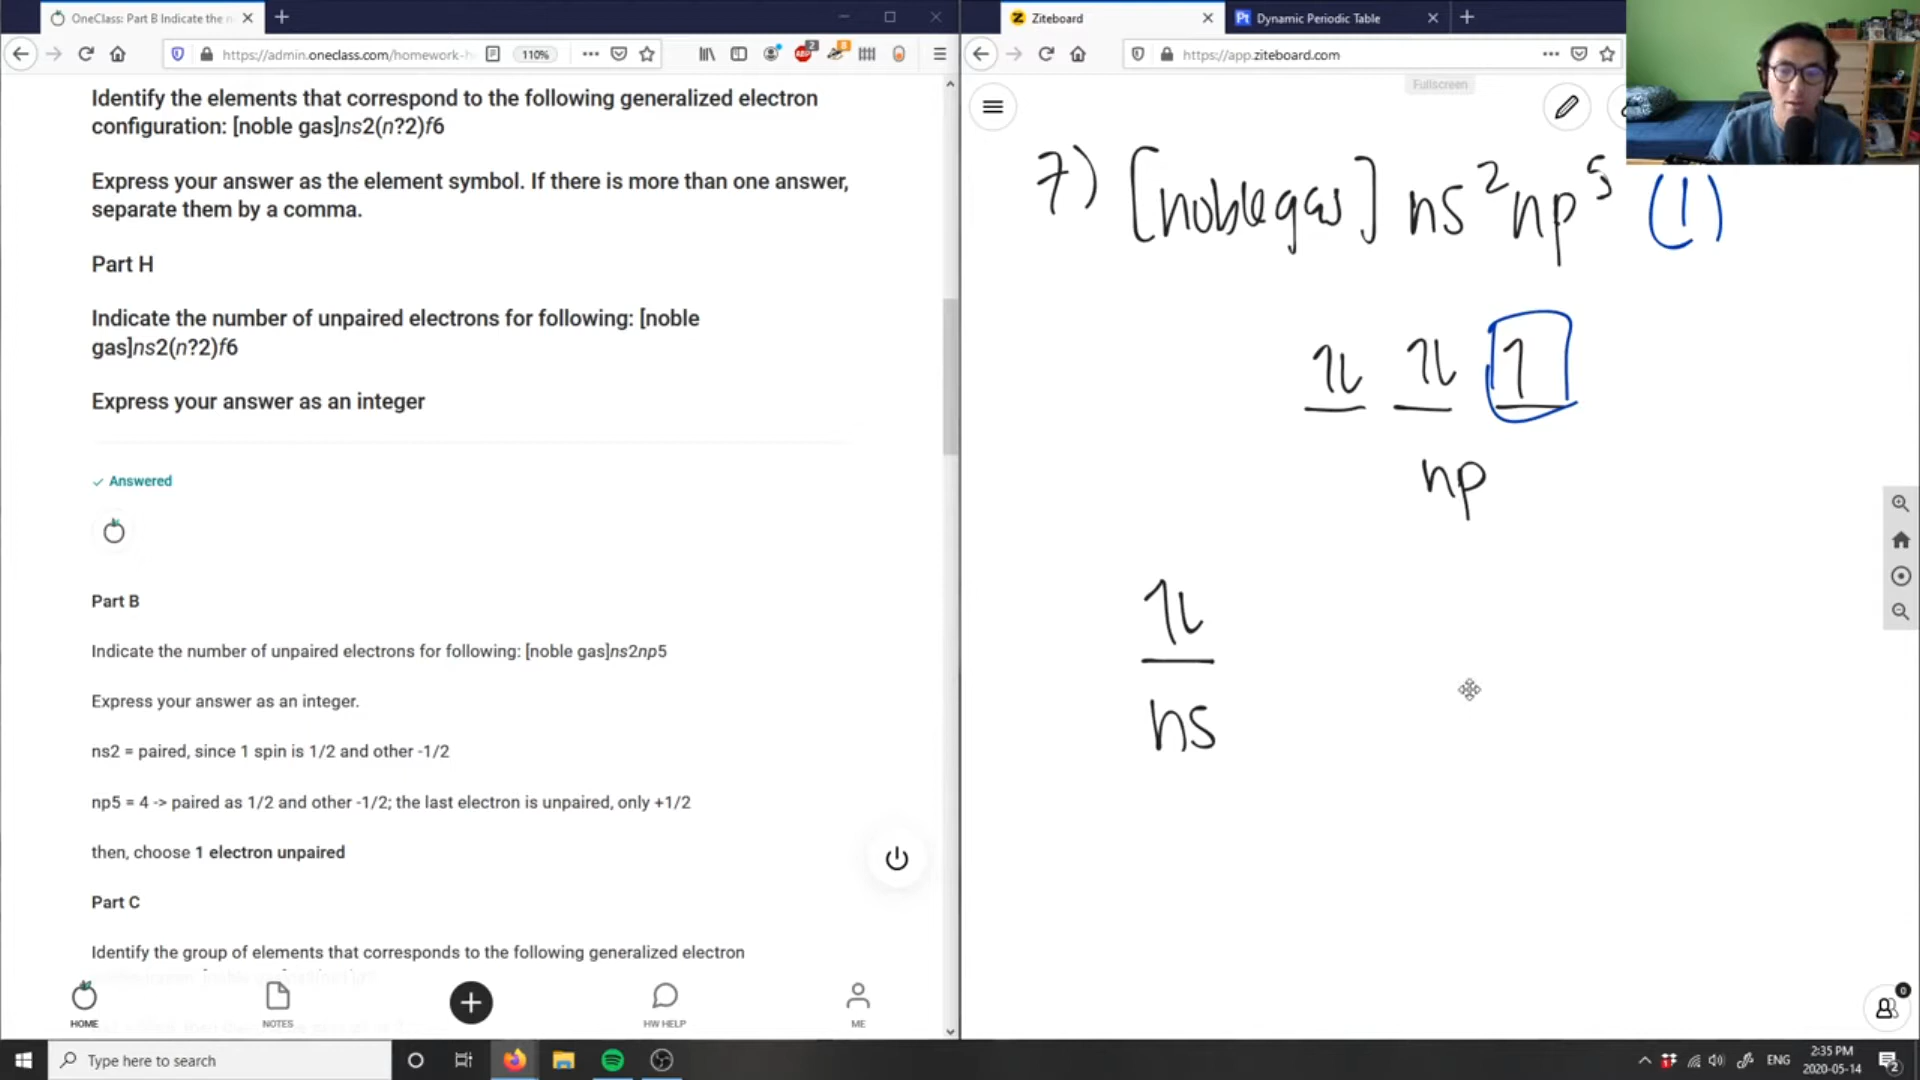 OneClass: Part B Indicate the n
https://admin.oneclass.com/homework-h
110%
2
8
Identify the elements that correspond to the following generalized electron
configuration: [noble gas]ns2(n?2)f6
Express your answer as the element symbol. If there is more than one answer,
separate them by a comma.
Part H
Indicate the number of unpaired electrons for following: [noble
gas]ns2(n?2)f6
Express your answer as an integer
Answered
Part B
Indicate the number of unpaired electrons for following: [noble gas]ns2np5
Express your answer as an integer.
ns2 = paired, since 1 spin is 1/2 and other -1/2
np5 = 4 -> paired as 1/2 and other -1/2; the last electron is unpaired, only +1/2
then, choose 1 electron unpaired
Part C
Identify the group of elements that corresponds to the following generalized electron
HOME
NOTES
HW HELP
ME
Ziteboard
Dynamic Periodic Table
https://app.ziteboard.com
Fullscreen
7) [noble gas] ns² np⁵ (1)
↿⇂ ↿⇂ ↿
np
↿⇂
ns
0
Type here to search
ENG
2:35 PM
2020-05-14
2